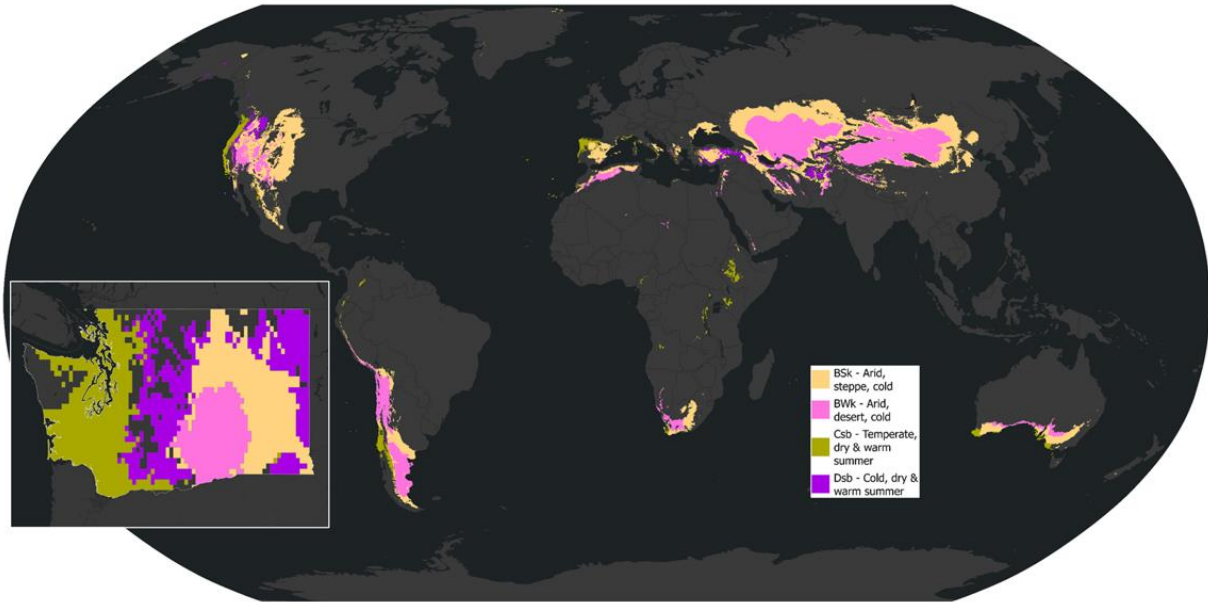 BSk - Arid,
steppe, cold
BWk - Arid,
desert, cold
Csb - Temperate,
dry & warm
summer
Dsb - Cold, dry &
warm summer